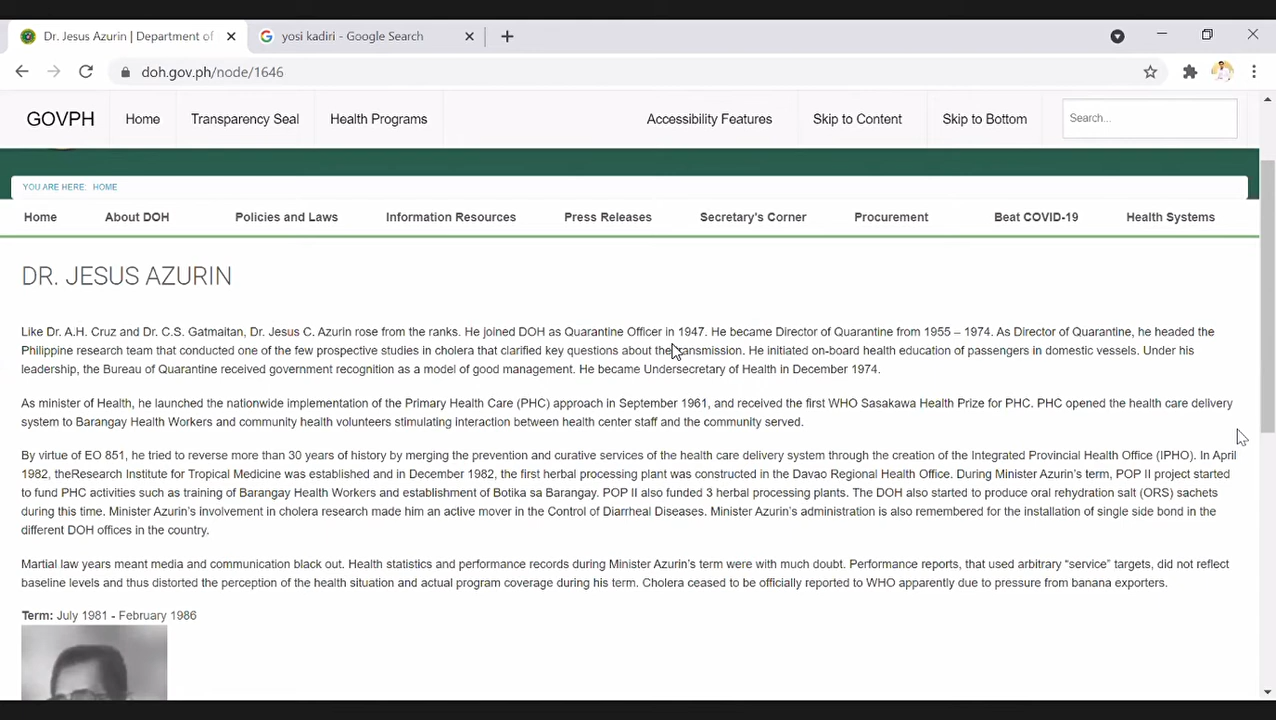 Dr. Jesus Azurin | Department of
yosi kadiri - Google Search
doh.gov.ph/node/1646
GOVPH Home Transparency Seal Health Programs Accessibility Features Skip to Content Skip to Bottom Search...
YOU ARE HERE: HOME
Home About DOH Policies and Laws Information Resources Press Releases Secretary's Corner Procurement Beat COVID-19 Health Systems
DR. JESUS AZURIN
Like Dr. A.H. Cruz and Dr. C.S. Gatmaitan, Dr. Jesus C. Azurin rose from the ranks. He joined DOH as Quarantine Officer in 1947. He became Director of Quarantine from 1955 – 1974. As Director of Quarantine, he headed the
Philippine research team that conducted one of the few prospective studies in cholera that clarified key questions about the transmission. He initiated on-board health education of passengers in domestic vessels. Under his
leadership, the Bureau of Quarantine received government recognition as a model of good management. He became Undersecretary of Health in December 1974.
As minister of Health, he launched the nationwide implementation of the Primary Health Care (PHC) approach in September 1961, and received the first WHO Sasakawa Health Prize for PHC. PHC opened the health care delivery
system to Barangay Health Workers and community health volunteers stimulating interaction between health center staff and the community served.
By virtue of EO 851, he tried to reverse more than 30 years of history by merging the prevention and curative services of the health care delivery system through the creation of the Integrated Provincial Health Office (IPHO). In April
1982, theResearch Institute for Tropical Medicine was established and in December 1982, the first herbal processing plant was constructed in the Davao Regional Health Office. During Minister Azurin's term, POP II project started
to fund PHC activities such as training of Barangay Health Workers and establishment of Botika sa Barangay. POP II also funded 3 herbal processing plants. The DOH also started to produce oral rehydration salt (ORS) sachets
during this time. Minister Azurin's involvement in cholera research made him an active mover in the Control of Diarrheal Diseases. Minister Azurin's administration is also remembered for the installation of single side bond in the
different DOH offices in the country.
Martial law years meant media and communication black out. Health statistics and performance records during Minister Azurin's term were with much doubt. Performance reports, that used arbitrary “service” targets, did not reflect
baseline levels and thus distorted the perception of the health situation and actual program coverage during his term. Cholera ceased to be officially reported to WHO apparently due to pressure from banana exporters.
Term: July 1981 - February 1986